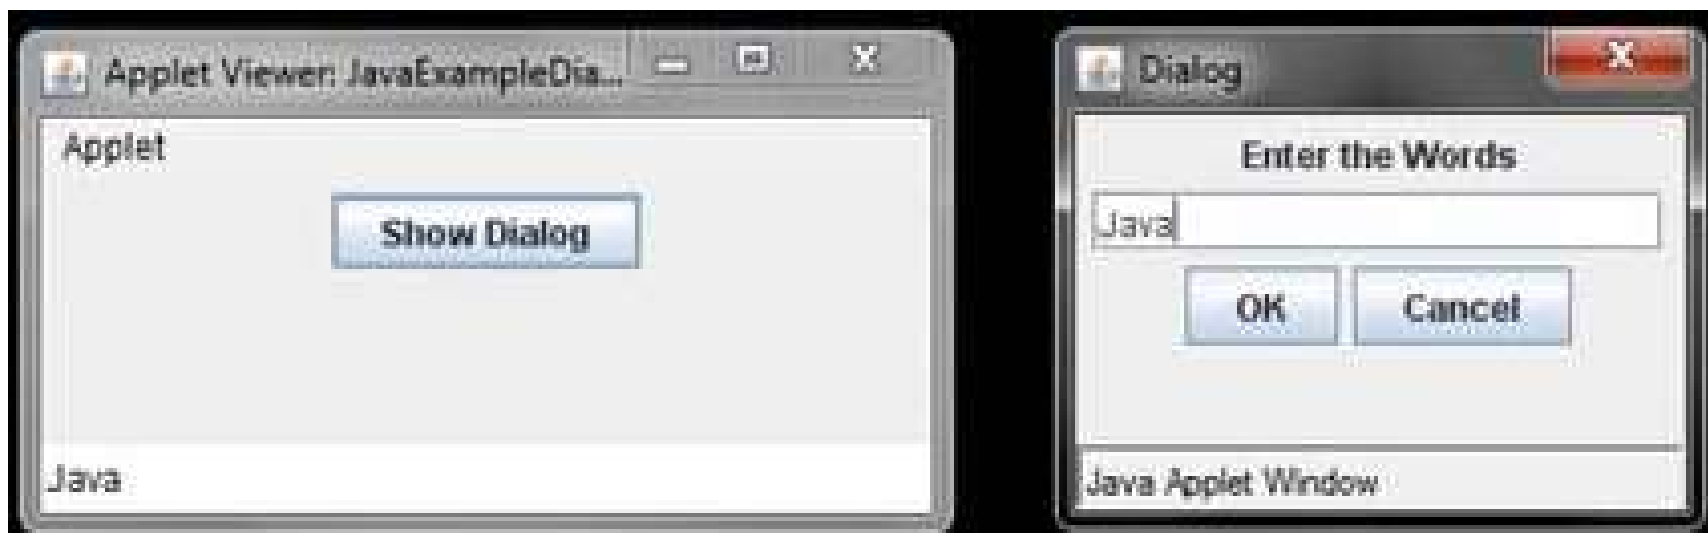 Applet Viewer: JavaExampleDia...
Applet
Show Dialog
Java
Dialog
Enter the Words
Java
OK Cancel
Java Applet Window